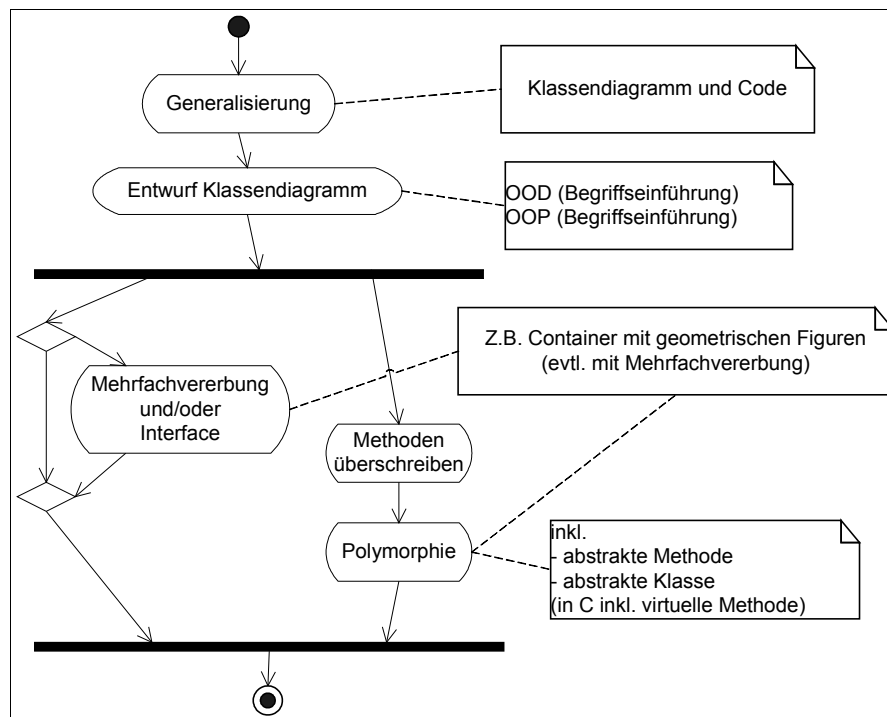 Generalisierung
Klassendiagramm und Code
Entwurf Klassendiagramm
OOD (Begriffseinführung)
OOP (Begriffseinführung)
Z.B. Container mit geometrischen Figuren
(evtl. mit Mehrfachvererbung)
Mehrfachvererbung
und/oder
Interface
Methoden
überschreiben
Polymorphie
inkl.
- abstrakte Methode
- abstrakte Klasse
(in C inkl. virtuelle Methode)